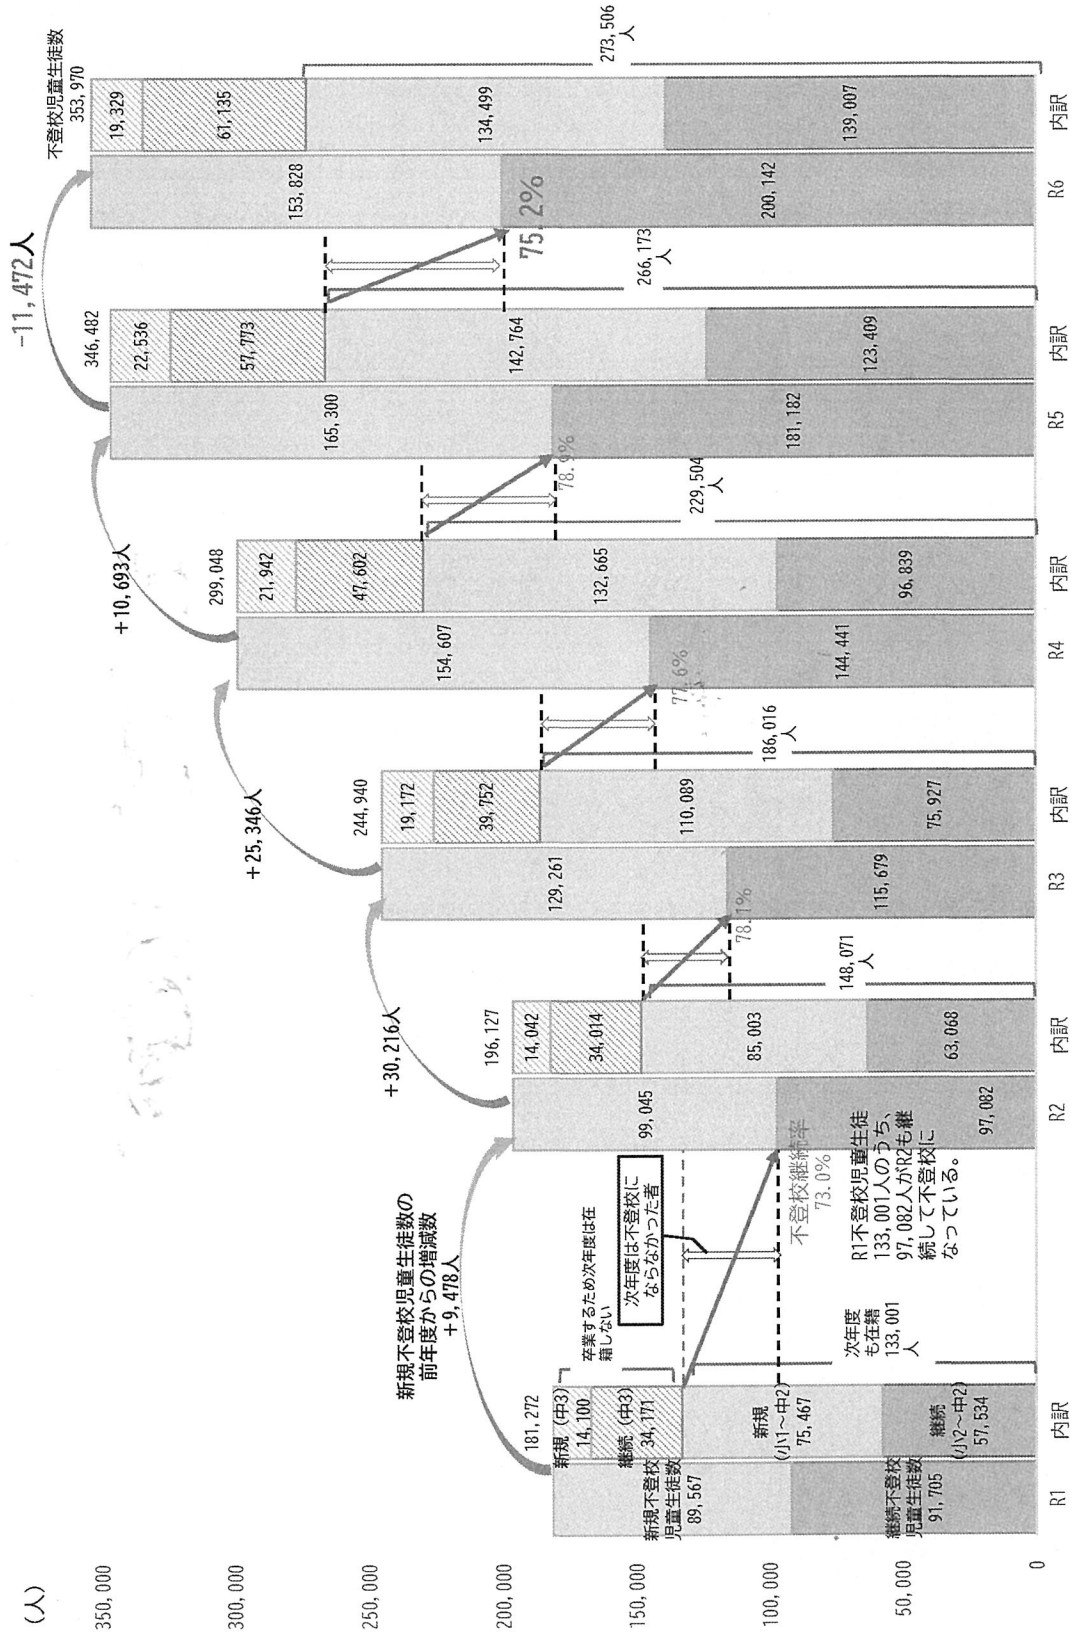 (人)
350,000
300,000
250,000
200,000
150,000
100,000
50,000
0
新規不登校児童生徒数の
前年度からの増減数
+9,478人
+30,216人
+25,346人
+10,693人
-11,472人
181,272
新規(中3)
14,100
継続(中3)
34,171
新規不登校
児童生徒数
89,567
新規
(小1~中2)
75,467
継続不登校
児童生徒数
91,705
継続
(小2~中2)
57,534
R1
内訳
卒業するため次年度は在
籍しない
次年度は不登校に
ならなかった者
次年度
も在籍
133,001
人
不登校継続率
73.0%
R1不登校児童生徒
133,001人のうち、
97,082人がR2も継
続して不登校に
なっている。
196,127
99,045
97,082
14,042
34,014
85,003
63,068
R2
内訳
148,071
人
78.1%
244,940
129,261
115,679
19,172
39,752
110,089
75,927
R3
内訳
186,016
人
77.6%
299,048
154,607
144,441
21,942
47,602
132,665
96,839
R4
内訳
229,504
人
78.9%
346,482
165,300
181,182
22,536
57,773
142,764
123,409
R5
内訳
266,173
人
75.2%
不登校児童生徒数
353,970
153,828
200,142
19,329
61,135
134,499
139,007
R6
内訳
273,506
人